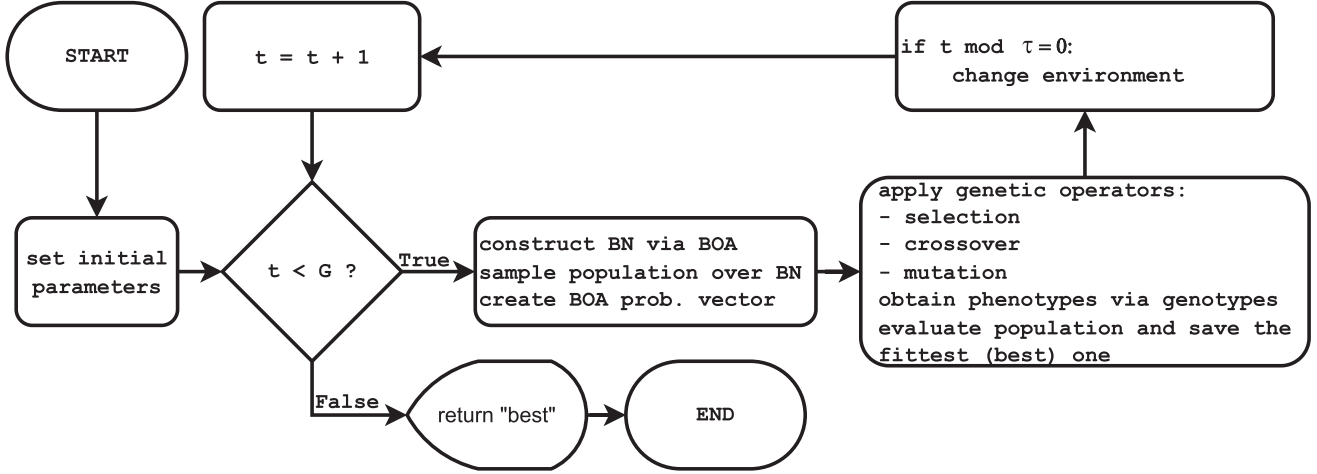 START
t = t + 1
if t mod τ = 0:
change environment
set initial
parameters
t < G ?
True
construct BN via BOA
sample population over BN
create BOA prob. vector
apply genetic operators:
- selection
- crossover
- mutation
obtain phenotypes via genotypes
evaluate population and save the
fittest (best) one
False
return "best"
END